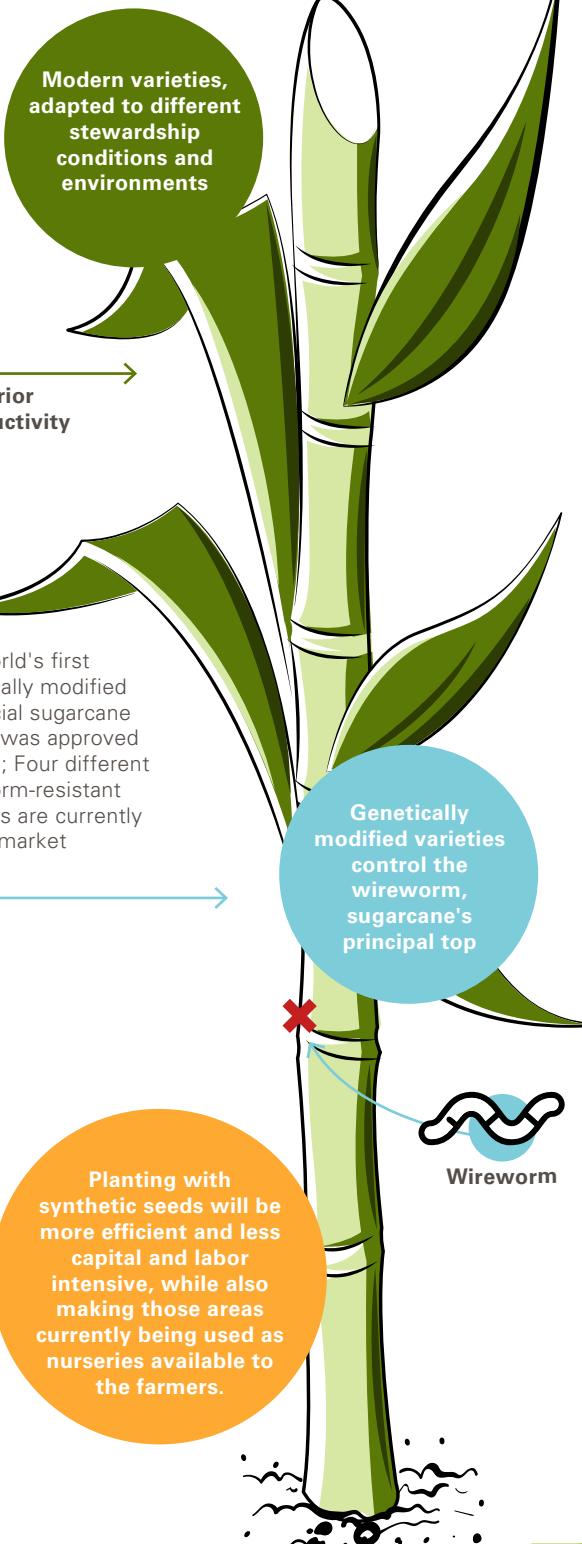 Modern varieties,
adapted to different
stewardship
conditions and
environments
rior
uctivity
rld's first
ally modified
cial sugarcane
was approved
; Four different
rm-resistant
s are currently
market
Genetically
modified varieties
control the
wireworm,
sugarcane's
principal top
Wireworm
Planting with
synthetic seeds will be
more efficient and less
capital and labor
intensive, while also
making those areas
currently being used as
nurseries available to
the farmers.